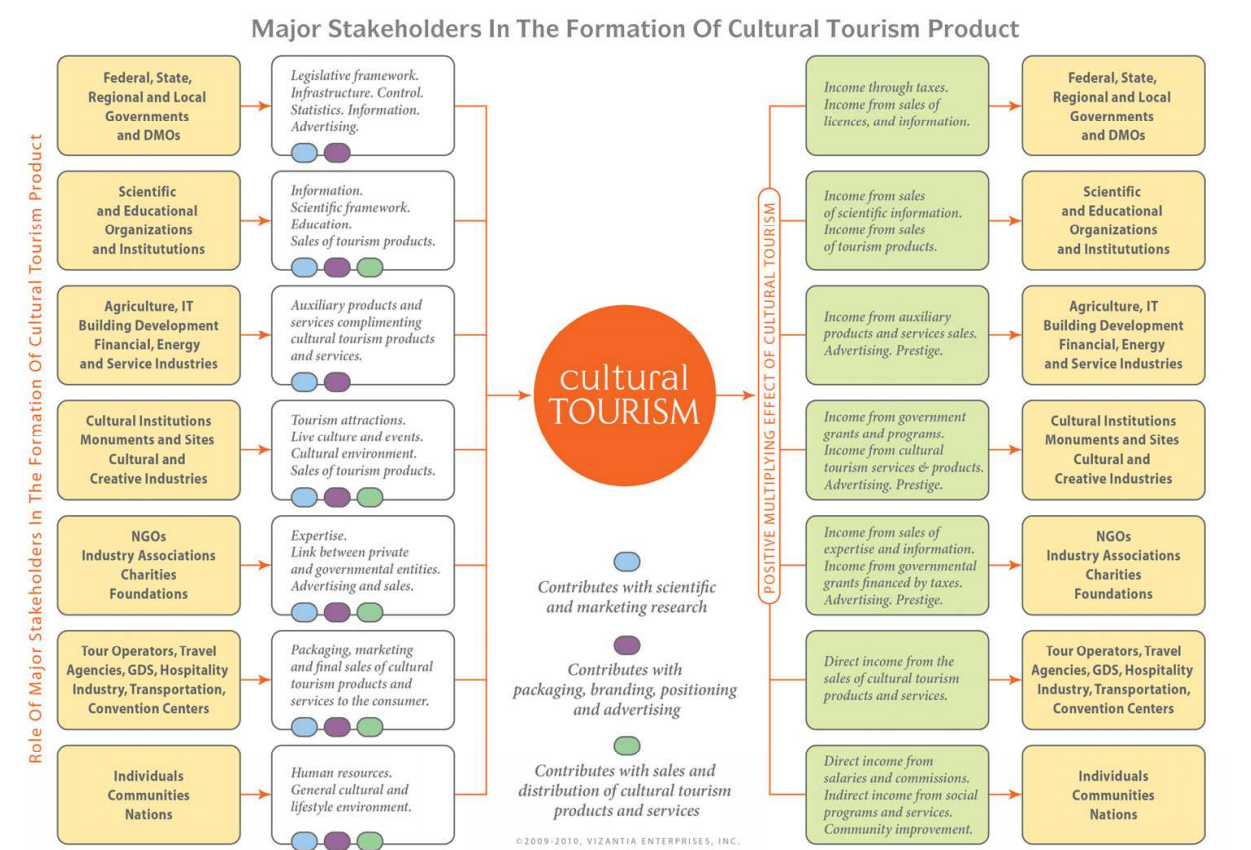 Major Stakeholders In The Formation Of Cultural Tourism Product
Role Of Major Stakeholders In The Formation Of Cultural Tourism Product
Federal, State,
Regional and Local
Governments
and DMOs
Legislative framework.
Infrastructure. Control.
Statistics. Information.
Advertising.
Scientific
and Educational
Organizations
and Institututions
Information.
Scientific framework.
Education.
Sales of tourism products.
Agriculture, IT
Building Development
Financial, Energy
and Service Industries
Auxiliary products and
services complimenting
cultural tourism products
and services.
Cultural Institutions
Monuments and Sites
Cultural and
Creative Industries
Tourism attractions.
Live culture and events.
Cultural environment.
Sales of tourism products.
NGOs
Industry Associations
Charities
Foundations
Expertise.
Link between private
and governmental entities.
Advertising and sales.
Tour Operators, Travel
Agencies, GDS, Hospitality
Industry, Transportation,
Convention Centers
Packaging, marketing
and final sales of cultural
tourism products and
services to the consumer.
Individuals
Communities
Nations
Human resources.
General cultural and
lifestyle environment.
cultural
TOURISM
Contributes with scientific
and marketing research
Contributes with
packaging, branding, positioning
and advertising
Contributes with sales and
distribution of cultural tourism
products and services
©2009-2010, VIZANTIA ENTERPRISES, INC.
POSITIVE MULTIPLYING EFFECT OF CULTURAL TOURISM
Income through taxes.
Income from sales of
licences, and information.
Federal, State,
Regional and Local
Governments
and DMOs
Income from sales
of scientific information.
Income from sales
of tourism products.
Scientific
and Educational
Organizations
and Institututions
Income from auxiliary
products and services sales.
Advertising. Prestige.
Agriculture, IT
Building Development
Financial, Energy
and Service Industries
Income from government
grants and programs.
Income from cultural
tourism services & products.
Advertising. Prestige.
Cultural Institutions
Monuments and Sites
Cultural and
Creative Industries
Income from sales of
expertise and information.
Income from governmental
grants financed by taxes.
Advertising. Prestige.
NGOs
Industry Associations
Charities
Foundations
Direct income from the
sales of cultural tourism
products and services.
Tour Operators, Travel
Agencies, GDS, Hospitality
Industry, Transportation,
Convention Centers
Direct income from
salaries and commissions.
Indirect income from social
programs and services.
Community improvement.
Individuals
Communities
Nations